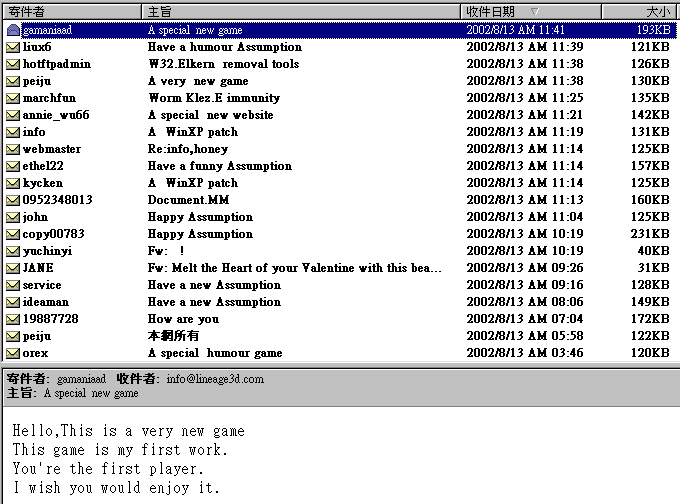 寄件者 主旨 收件日期 大小
gamaniaad A special new game 2002/8/13 AM 11:41 193KB
liux6 Have a humour Assumption 2002/8/13 AM 11:39 121KB
hotftpadmin W32.Elkern removal tools 2002/8/13 AM 11:38 126KB
peiju A very new game 2002/8/13 AM 11:38 130KB
marchfun Worm Klez.E immunity 2002/8/13 AM 11:25 135KB
annie_wu66 A special new website 2002/8/13 AM 11:21 142KB
info A WinXP patch 2002/8/13 AM 11:19 131KB
webmaster Re:info,honey 2002/8/13 AM 11:14 125KB
ethel22 Have a funny Assumption 2002/8/13 AM 11:14 157KB
kycken A WinXP patch 2002/8/13 AM 11:14 125KB
0952348013 Document.MM 2002/8/13 AM 11:13 160KB
john Happy Assumption 2002/8/13 AM 11:04 125KB
copy00783 Happy Assumption 2002/8/13 AM 10:19 231KB
yuchinyi Fw: ! 2002/8/13 AM 10:19 40KB
JANE Fw: Melt the Heart of your Valentine with this bea... 2002/8/13 AM 09:26 31KB
service Have a new Assumption 2002/8/13 AM 09:16 128KB
ideaman Have a new Assumption 2002/8/13 AM 08:06 149KB
19887728 How are you 2002/8/13 AM 07:04 172KB
peiju 本網所有 2002/8/13 AM 05:58 122KB
orex A special humour game 2002/8/13 AM 03:46 120KB
寄件者: gamaniaad 收件者: info@lineage3d.com
主旨: A special new game
Hello,This is a very new game
This game is my first work.
You're the first player.
I wish you would enjoy it.